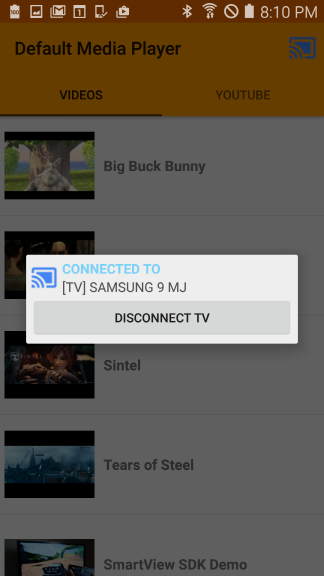 8:10 PM
Default Media Player
VIDEOS
YOUTUBE
Big Buck Bunny
CONNECTED TO
[TV] SAMSUNG 9 MJ
DISCONNECT TV
Sintel
Tears of Steel
SmartView SDK Demo